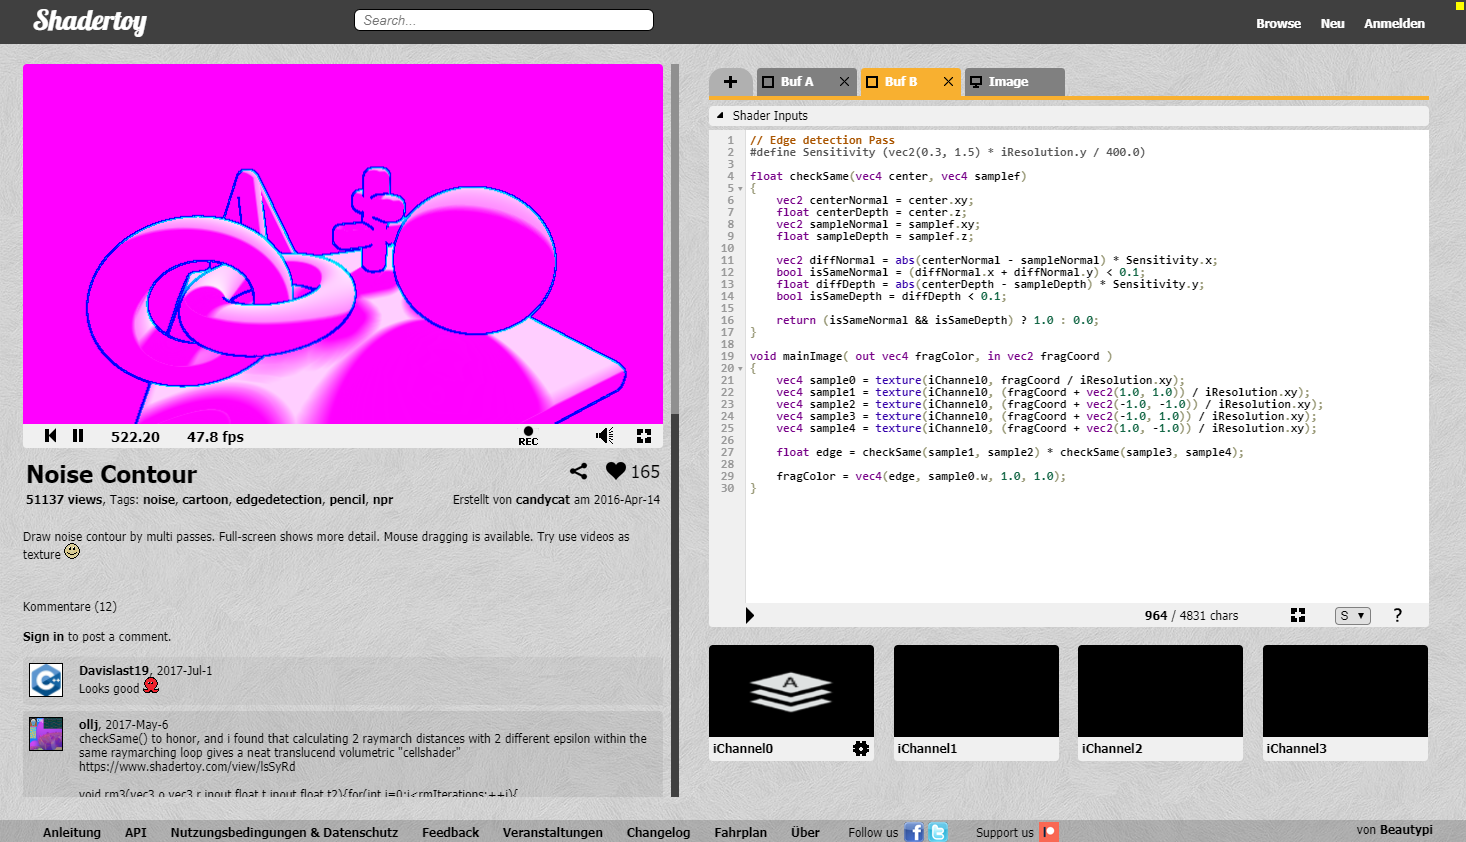 Shadertoy
Search...
Browse Neu Anmelden
522.20 47.8 fps REC
Noise Contour
165
51137 views, Tags: noise, cartoon, edgedetection, pencil, npr
Erstellt von candycat am 2016-Apr-14
Draw noise contour by multi passes. Full-screen shows more detail. Mouse dragging is available. Try use videos as
texture
Kommentare (12)
Sign in to post a comment.
Davislast19, 2017-Jul-1
Looks good
ollj, 2017-May-6
checkSame() to honor, and i found that calculating 2 raymarch distances with 2 different epsilon within the
same raymarching loop gives a neat translucend volumetric "cellshader"
https://www.shadertoy.com/view/lsSyRd
void rm3(vec3 o,vec3 r,inout float t,inout float t2){for(int i=0;i<rmIterations;++i){
+ Buf A Buf B Image
Shader Inputs
1 // Edge detection Pass
2 #define Sensitivity (vec2(0.3, 1.5) * iResolution.y / 400.0)
3
4 float checkSame(vec4 center, vec4 samplef)
5 {
6 vec2 centerNormal = center.xy;
7 float centerDepth = center.z;
8 vec2 sampleNormal = samplef.xy;
9 float sampleDepth = samplef.z;
10
11 vec2 diffNormal = abs(centerNormal - sampleNormal) * Sensitivity.x;
12 bool isSameNormal = (diffNormal.x + diffNormal.y) < 0.1;
13 float diffDepth = abs(centerDepth - sampleDepth) * Sensitivity.y;
14 bool isSameDepth = diffDepth < 0.1;
15
16 return (isSameNormal && isSameDepth) ? 1.0 : 0.0;
17 }
18
19 void mainImage( out vec4 fragColor, in vec2 fragCoord )
20 {
21 vec4 sample0 = texture(iChannel0, fragCoord / iResolution.xy);
22 vec4 sample1 = texture(iChannel0, (fragCoord + vec2(1.0, 1.0)) / iResolution.xy);
23 vec4 sample2 = texture(iChannel0, (fragCoord + vec2(-1.0, -1.0)) / iResolution.xy);
24 vec4 sample3 = texture(iChannel0, (fragCoord + vec2(-1.0, 1.0)) / iResolution.xy);
25 vec4 sample4 = texture(iChannel0, (fragCoord + vec2(1.0, -1.0)) / iResolution.xy);
26
27 float edge = checkSame(sample1, sample2) * checkSame(sample3, sample4);
28
29 fragColor = vec4(edge, sample0.w, 1.0, 1.0);
30 }
964 / 4831 chars S ?
A
iChannel0 iChannel1 iChannel2 iChannel3
Anleitung API Nutzungsbedingungen & Datenschutz Feedback Veranstaltungen Changelog Fahrplan Über Follow us Support us von Beautypi